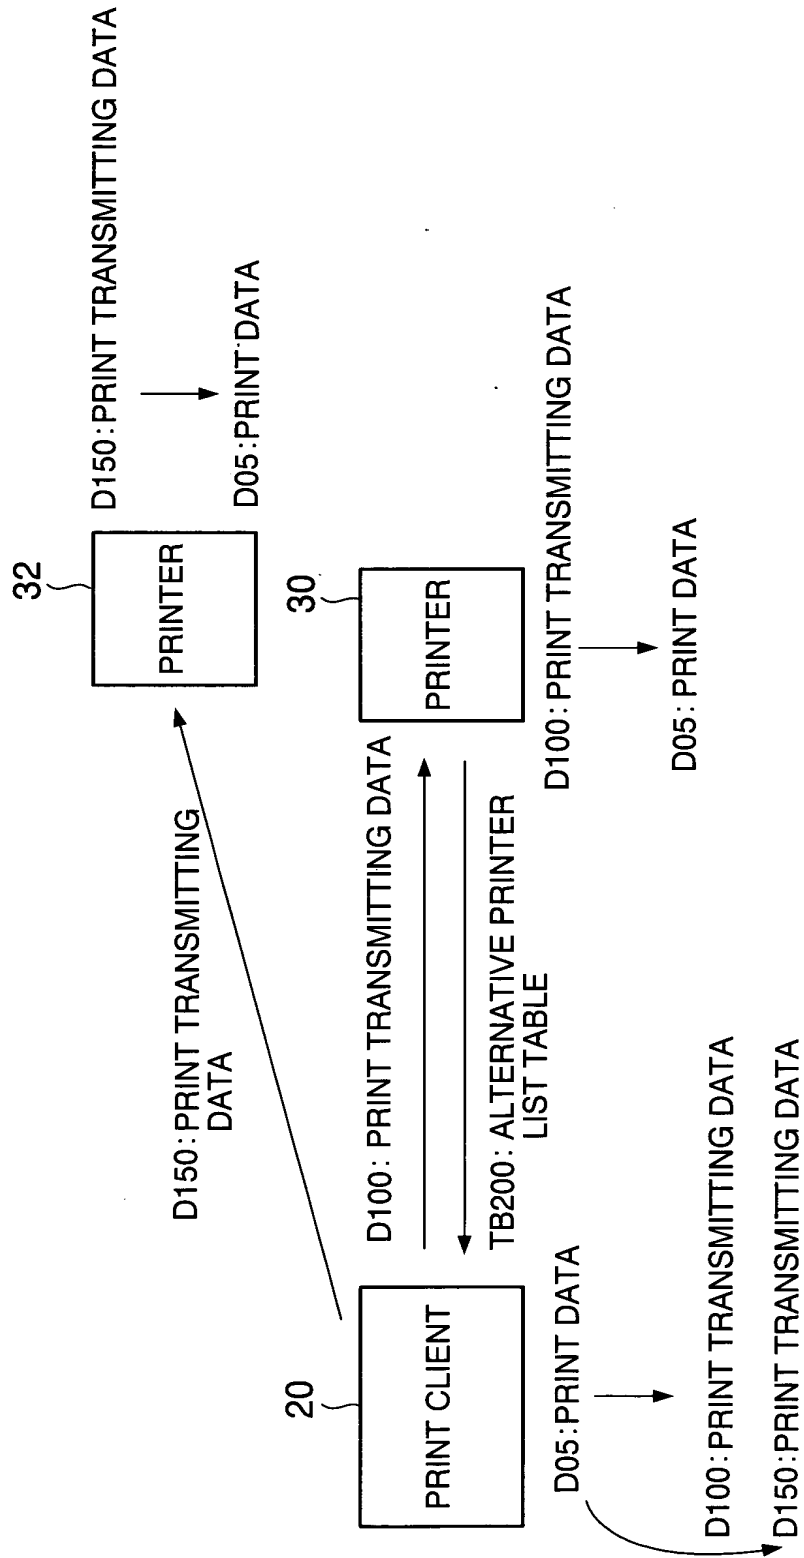 32
PRINTER
D150:PRINT TRANSMITTING DATA
D05:PRINT DATA
D150:PRINT TRANSMITTING
DATA
20
PRINT CLIENT
D100: PRINT TRANSMITTING DATA
TB200: ALTERNATIVE PRINTER
LIST TABLE
30
PRINTER
D05:PRINT DATA
D100:PRINT TRANSMITTING DATA
D150:PRINT TRANSMITTING DATA
D100: PRINT TRANSMITTING DATA
D05: PRINT DATA